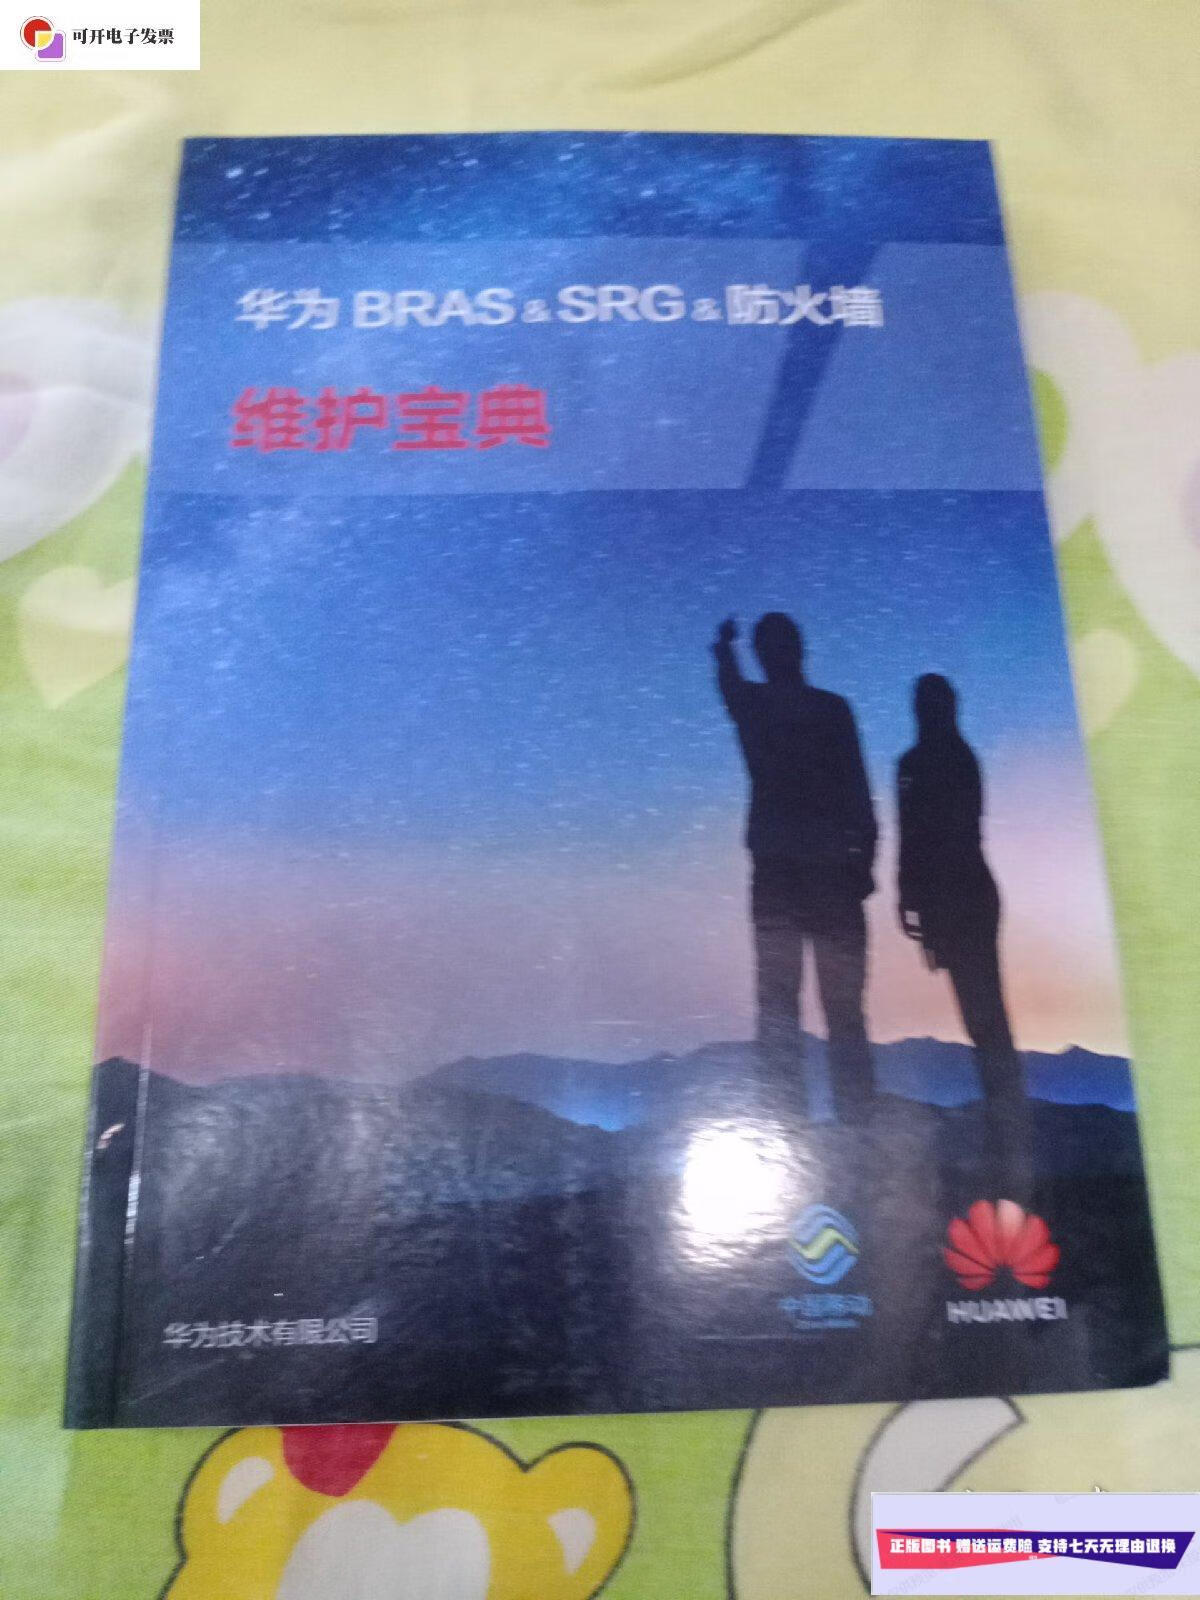 可开电子发票
华为 BRAS & SRG & 防火墙
维护宝典
中国移动
HUAWEI
华为技术有限公司
正版图书 赠送运费险 支持七天无理由退换